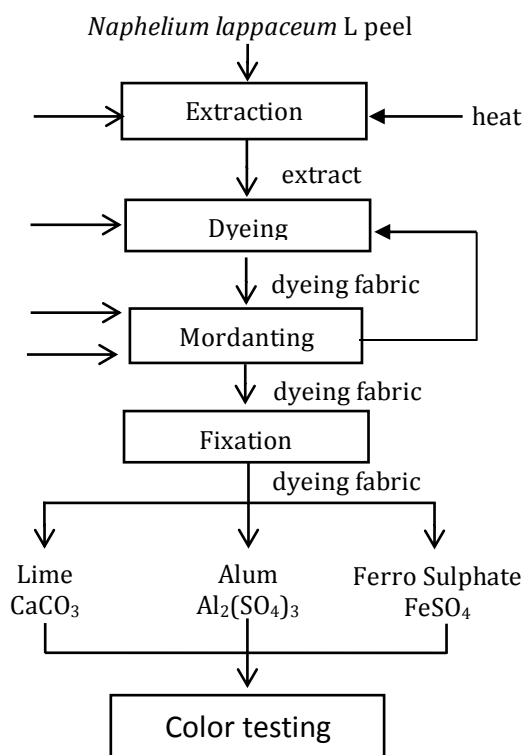 Naphelium lappaceum L peel
Extraction
heat
extract
Dyeing
dyeing fabric
Mordanting
dyeing fabric
Fixation
dyeing fabric
Lime
CaCO₃
Alum
Al₂(SO₄)₃
Ferro Sulphate
FeSO₄
Color testing